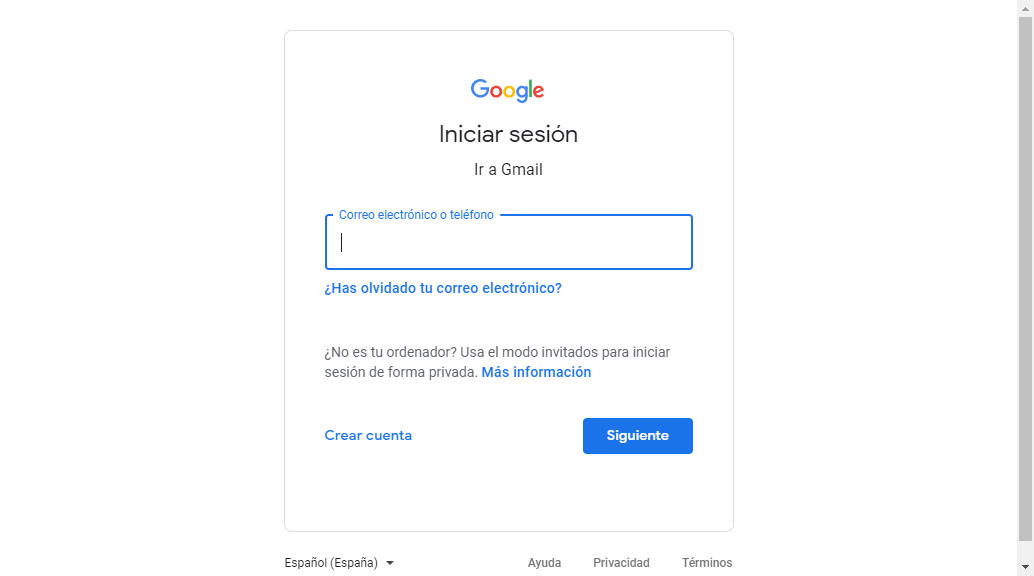 Google
Iniciar sesión
Ir a Gmail
Correo electrónico o teléfono
¿Has olvidado tu correo electrónico?
¿No es tu ordenador? Usa el modo invitados para iniciar
sesión de forma privada. Más información
Crear cuenta
Siguiente
Español (España)
Ayuda
Privacidad
Términos